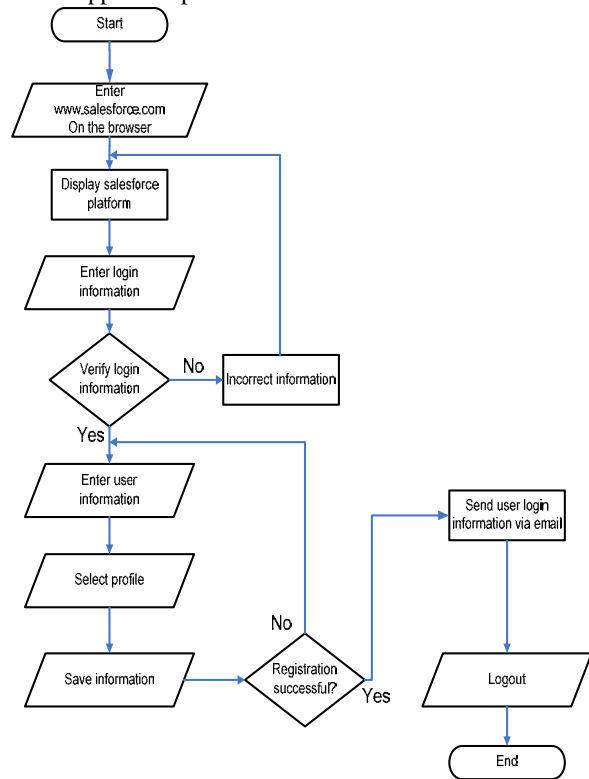 Start
Enter
www.salesforce.com
On the browser
Display salesforce
platform
Enter login
information
Verify login
information
No
Incorrect information
Yes
Enter user
information
Send user login
information via email
Select profile
No
Save information
Registration
successful?
Yes
Logout
End